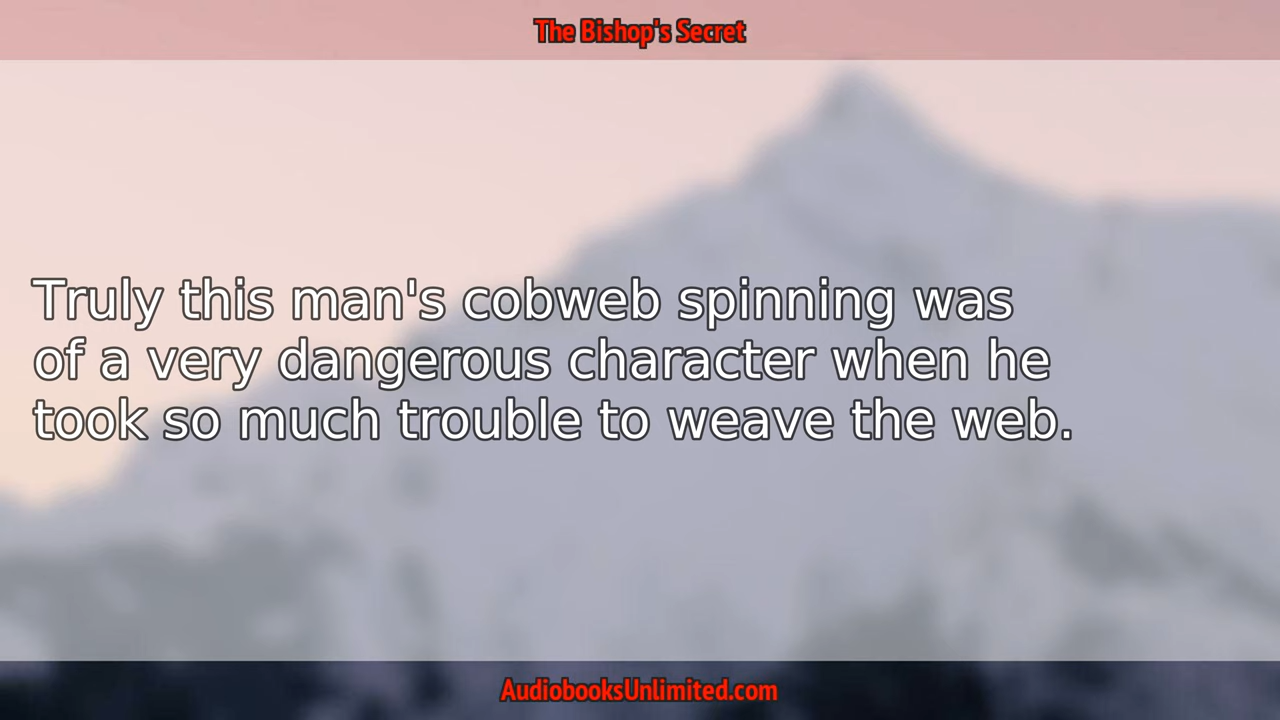 The Bishop's Secret
Truly this man's cobweb spinning was
of a very dangerous character when he
took so much trouble to weave the web.
AudiobooksUnlimited.com